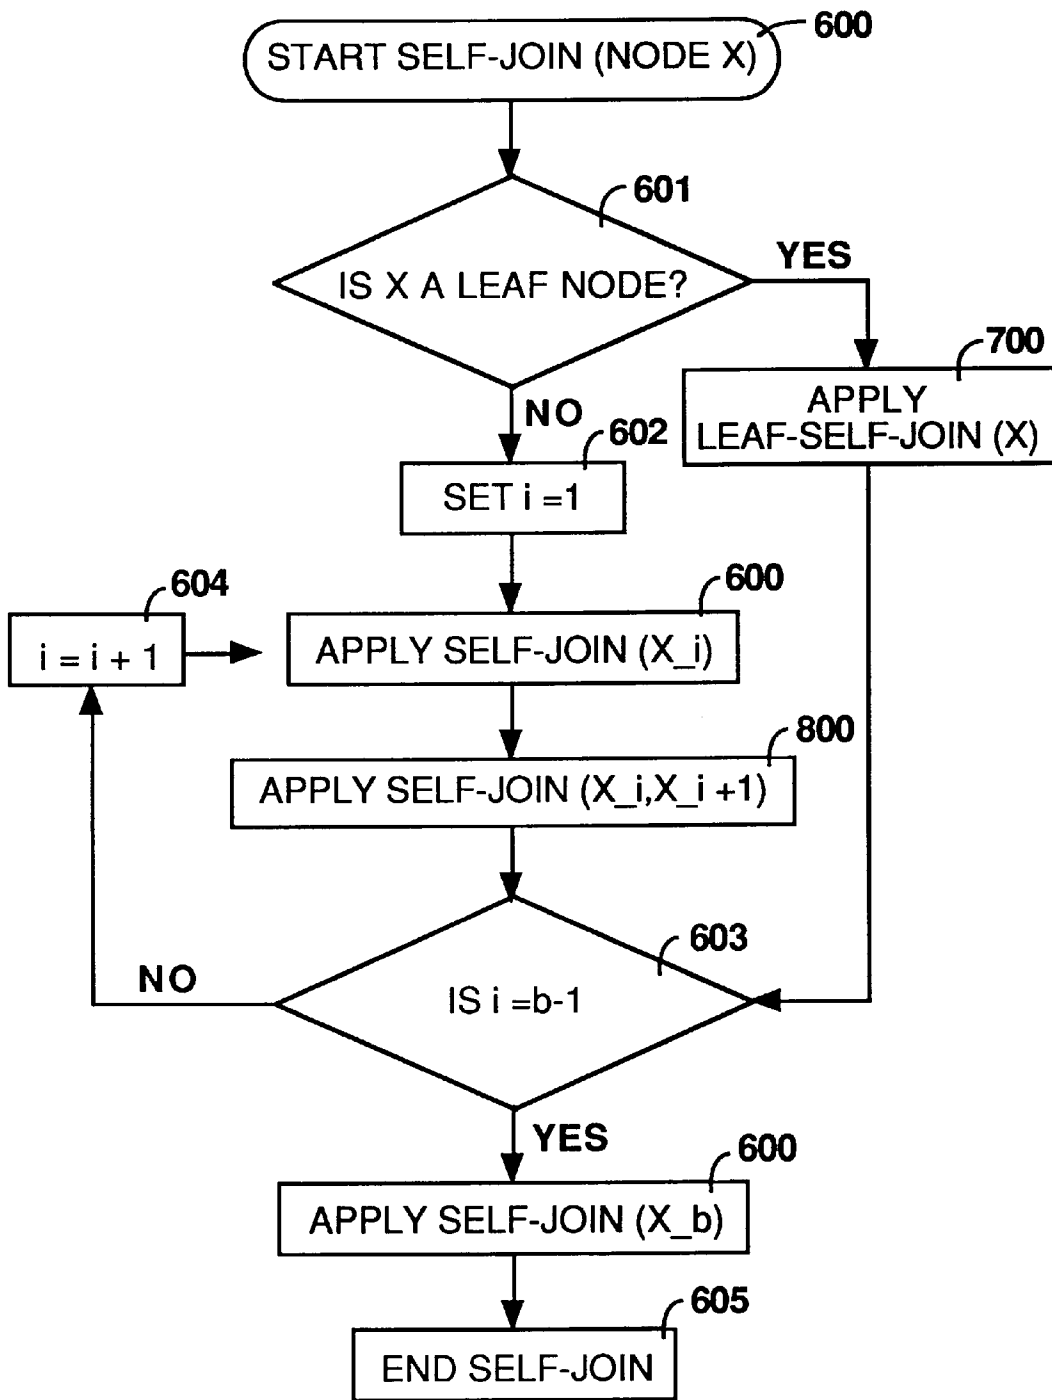 600
START SELF-JOIN (NODE X)
601
IS X A LEAF NODE?
YES
700
APPLY
LEAF-SELF-JOIN (X)
NO
602
SET i =1
604
i = i + 1
600
APPLY SELF-JOIN (X_i)
800
APPLY SELF-JOIN (X_i,X_i +1)
603
IS i =b-1
NO
YES
600
APPLY SELF-JOIN (X_b)
605
END SELF-JOIN